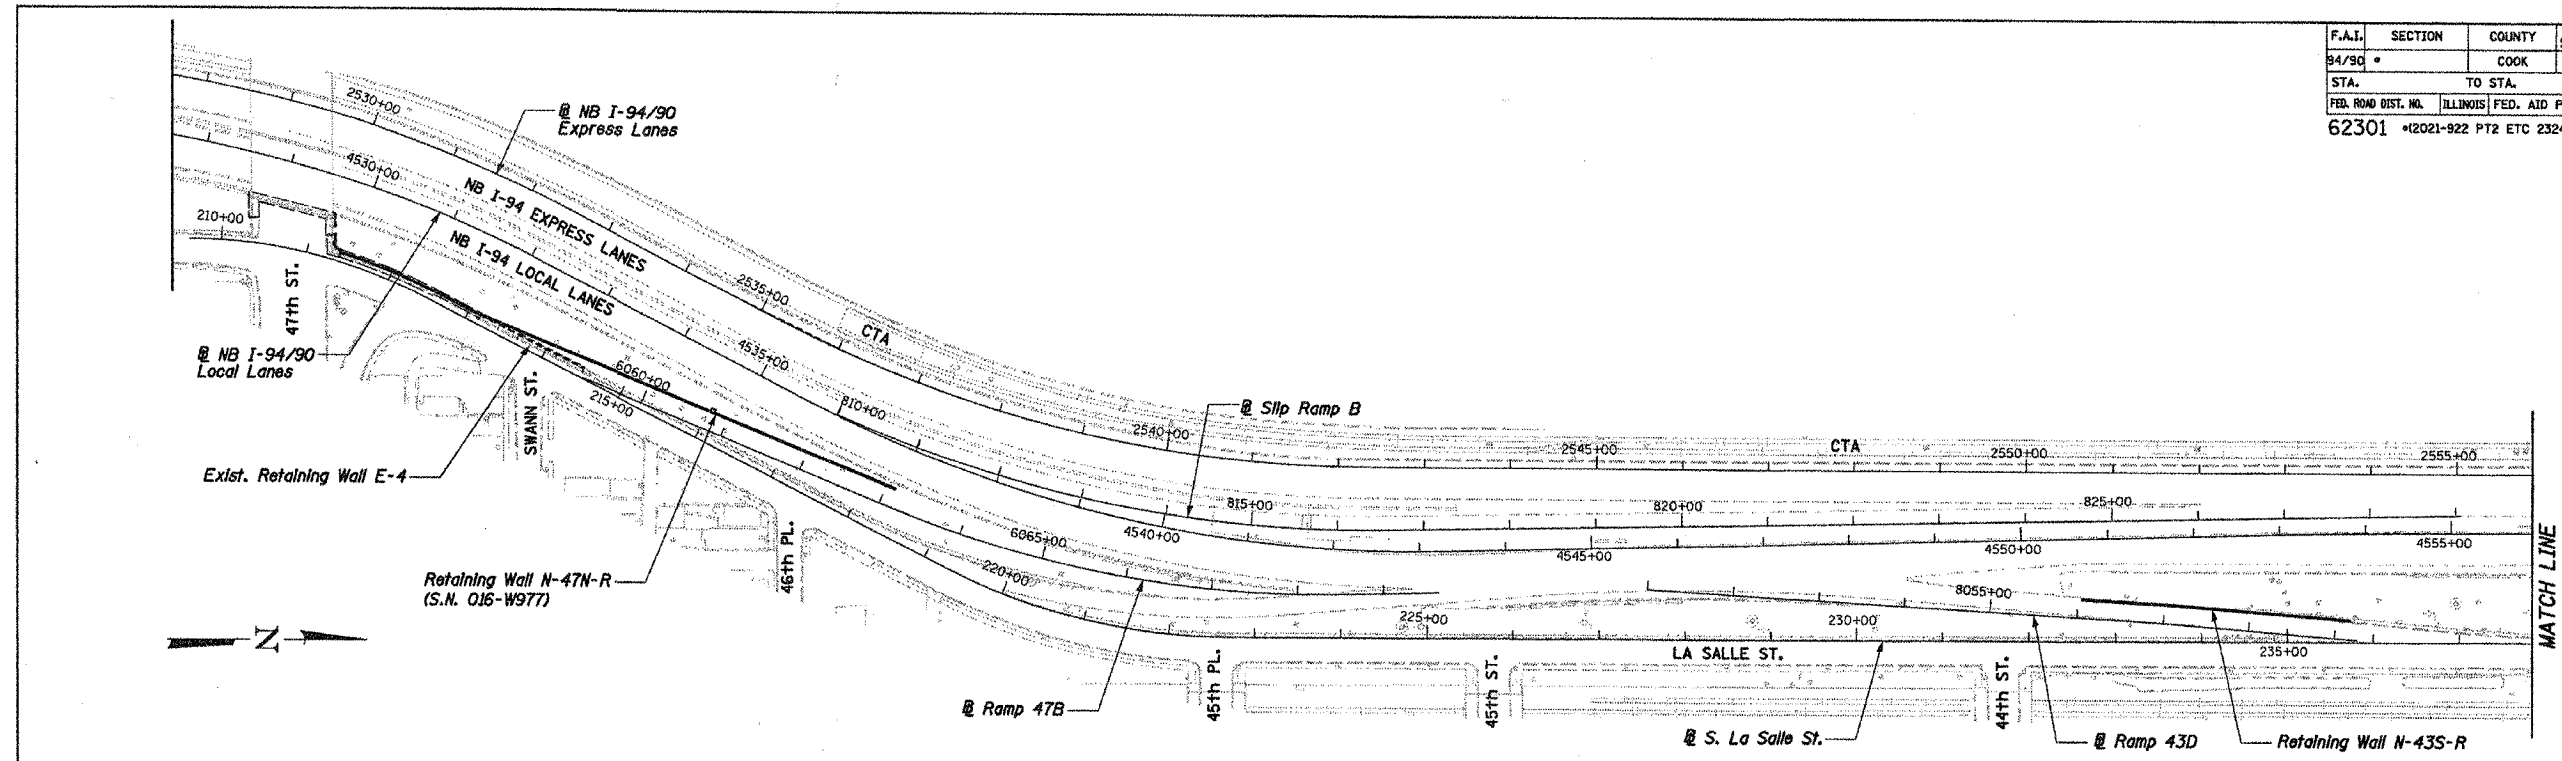 F.A.I. SECTION COUNTY
94/90 * COOK
STA. TO STA.
FED. ROAD DIST. NO. ILLINOIS FED. AID P
62301 *(2021-922 PT2 ETC 232
2530+00
NB I-94/90
Express Lanes
4530+00
NB I-94 EXPRESS LANES
210+00
NB I-94 LOCAL LANES
47th ST.
2535+00
CTA
NB I-94/90
Local Lanes
4535+00
SWANN ST.
6060+00
215+00
810+00
Slip Ramp B
2540+00
2545+00
CTA
2550+00
2555+00
Exist. Retaining Wall E-4
815+00
820+00
825+00
46th PL.
6065+00
4540+00
4545+00
4550+00
4555+00
MATCH LINE
Retaining Wall N-47N-R
(S.N. 016-W977)
220+00
8055+00
N
225+00
230+00
235+00
LA SALLE ST.
45th PL.
45th ST.
44th ST.
Ramp 47B
S. La Salle St.
Ramp 43D
Retaining Wall N-43S-R